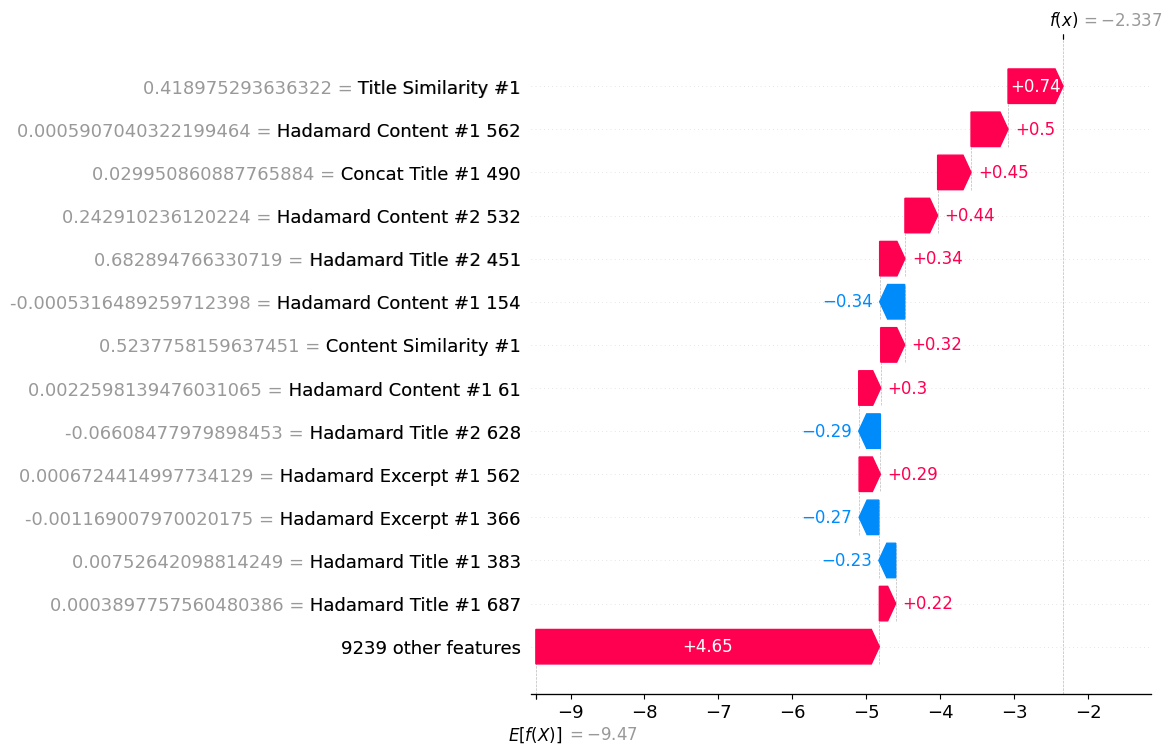 f(x) = −2.337
0.418975293636322 = Title Similarity #1 +0.74
0.0005907040322199464 = Hadamard Content #1 562 +0.5
0.029950860887765884 = Concat Title #1 490 +0.45
0.242910236120224 = Hadamard Content #2 532 +0.44
0.682894766330719 = Hadamard Title #2 451 +0.34
-0.0005316489259712398 = Hadamard Content #1 154 −0.34
0.5237758159637451 = Content Similarity #1 +0.32
0.0022598139476031065 = Hadamard Content #1 61 +0.3
-0.06608477979898453 = Hadamard Title #2 628 −0.29
0.0006724414997734129 = Hadamard Excerpt #1 562 +0.29
-0.001169007970020175 = Hadamard Excerpt #1 366 −0.27
0.00752642098814249 = Hadamard Title #1 383 −0.23
0.00038977577560480386 = Hadamard Title #1 687 +0.22
9239 other features +4.65
−9 −8 −7 −6 −5 −4 −3 −2
E[f(X)] = −9.47